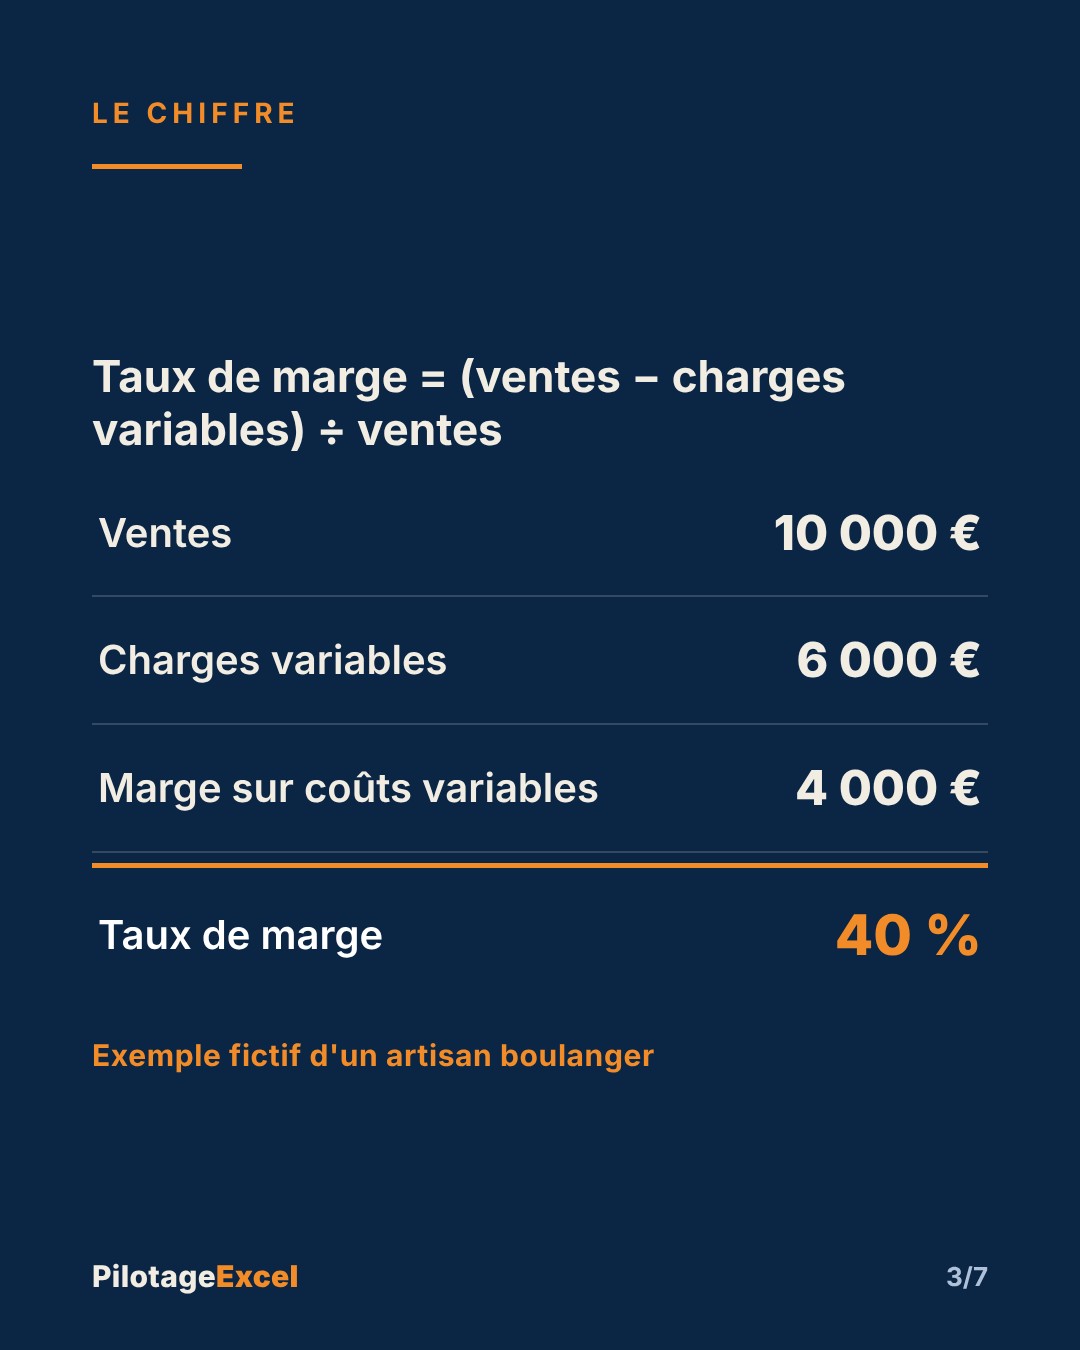 LE CHIFFRE
Taux de marge = (ventes − charges
variables) ÷ ventes
Ventes 10 000 €
Charges variables 6 000 €
Marge sur coûts variables 4 000 €
Taux de marge 40 %
Exemple fictif d'un artisan boulanger
PilotageExcel 3/7